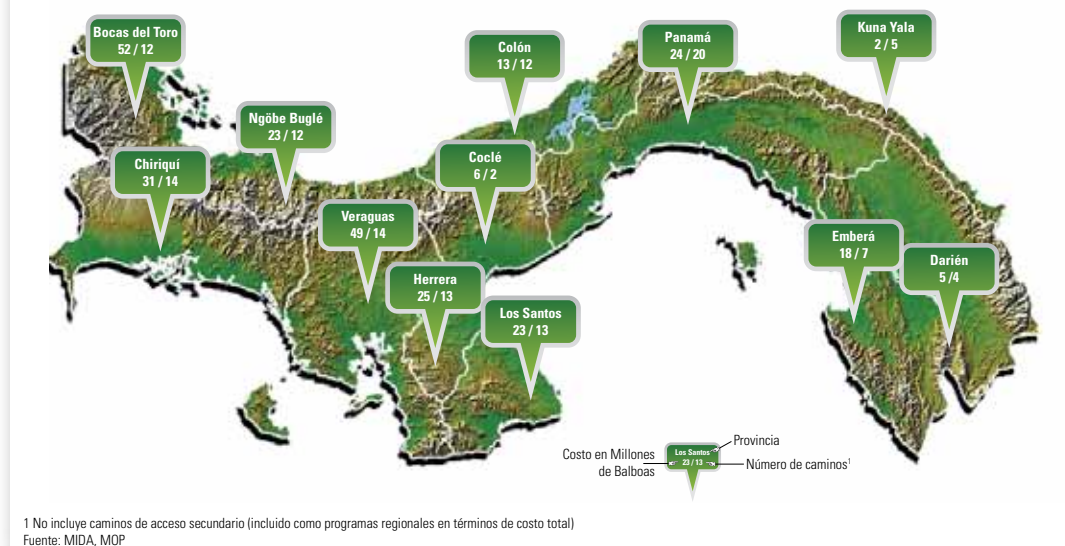 Bocas del Toro
52 / 12
Colón
13 / 12
Panamá
24 / 20
Kuna Yala
2 / 5
Ngöbe Buglé
23 / 12
Chiriquí
31 / 14
Coclé
6 / 2
Veraguas
49 / 14
Emberá
18 / 7
Darién
5 /4
Herrera
25 / 13
Los Santos
23 / 13
Costo en Millones
de Balboas
Los Santos
23 / 13
Provincia
Número de caminos¹
1 No incluye caminos de acceso secundario (incluido como programas regionales en términos de costo total)
Fuente: MIDA, MOP